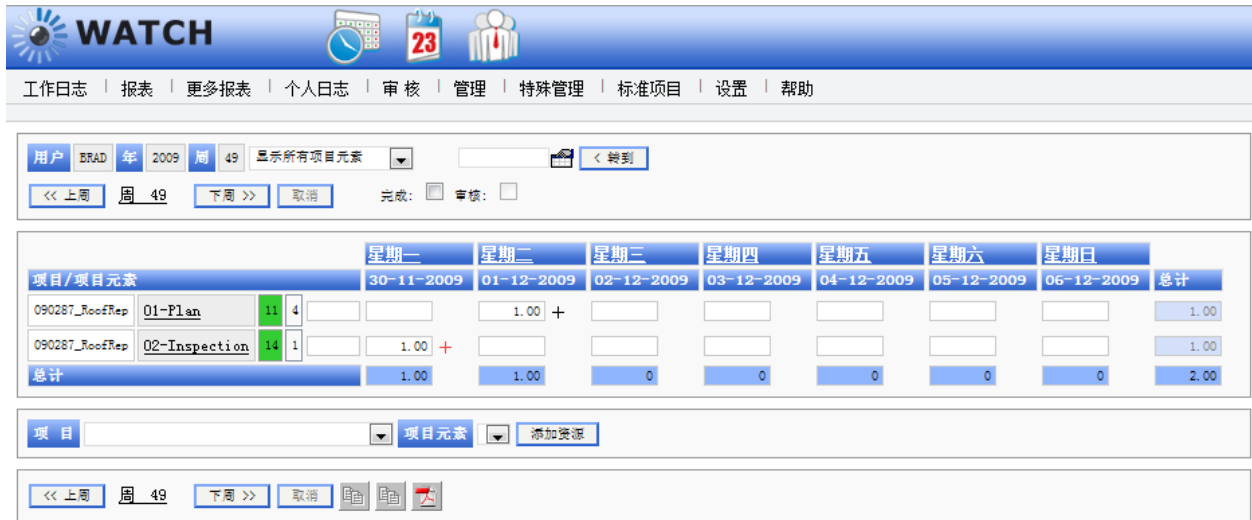 WATCH
23
工作日志 | 报表 | 更多报表 | 个人日志 | 审 核 | 管理 | 特殊管理 | 标准项目 | 设置 | 帮助
用户 BRAD 年 2009 周 49 显示所有项目元素 < 转到
<< 上周 周 49 下周 >> 取消 完成: 审核:
星期一 星期二 星期三 星期四 星期五 星期六 星期日
项目/项目元素 30-11-2009 01-12-2009 02-12-2009 03-12-2009 04-12-2009 05-12-2009 06-12-2009 总计
090287_RoofRep 01-Plan 11 4 1.00 + 1.00
090287_RoofRep 02-Inspection 14 1 1.00 + 1.00
总计 1.00 1.00 0 0 0 0 0 2.00
项 目 项目元素 添加资源
<< 上周 周 49 下周 >> 取消